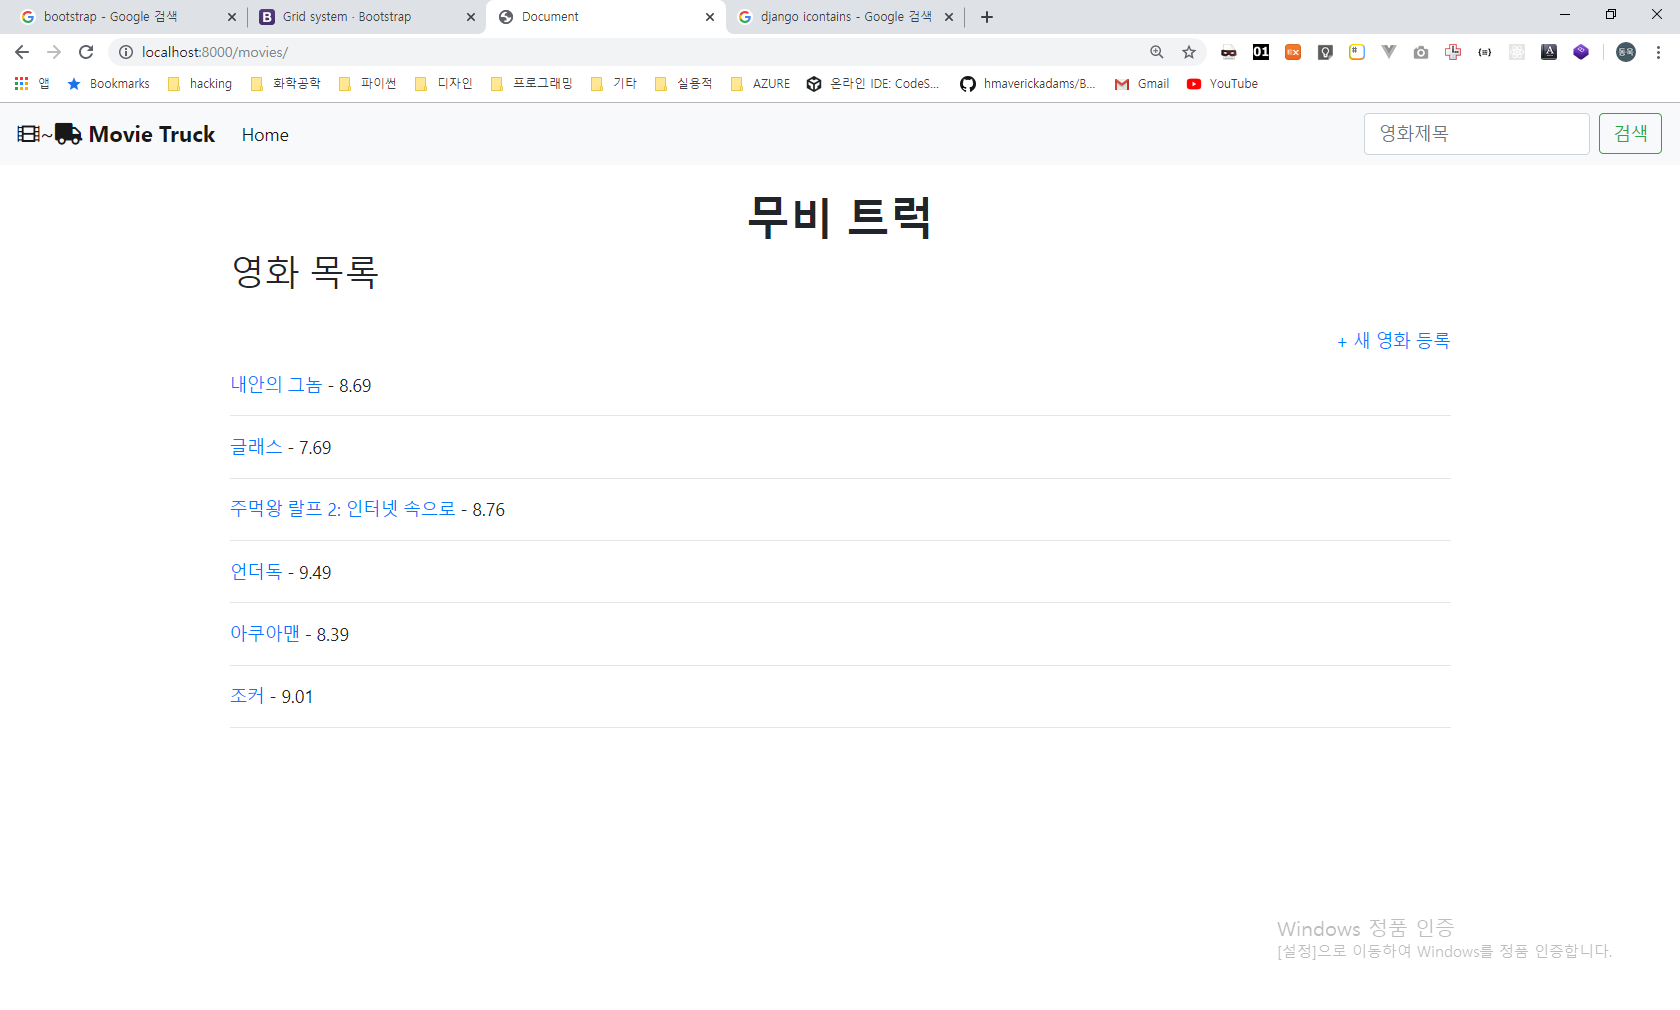 bootstrap - Google 검색
Grid system · Bootstrap
Document
django icontains - Google 검색
localhost:8000/movies/
동욱
앱
Bookmarks
hacking
화학공학
파이썬
디자인
프로그래밍
기타
실용적
AZURE
온라인 IDE: CodeS...
hmaverickadams/B...
Gmail
YouTube
~ Movie Truck
Home
영화제목
검색
무비 트럭
영화 목록
+ 새 영화 등록
내안의 그놈 - 8.69
글래스 - 7.69
주먹왕 랄프 2: 인터넷 속으로 - 8.76
언더독 - 9.49
아쿠아맨 - 8.39
조커 - 9.01
Windows 정품 인증
[설정]으로 이동하여 Windows를 정품 인증합니다.